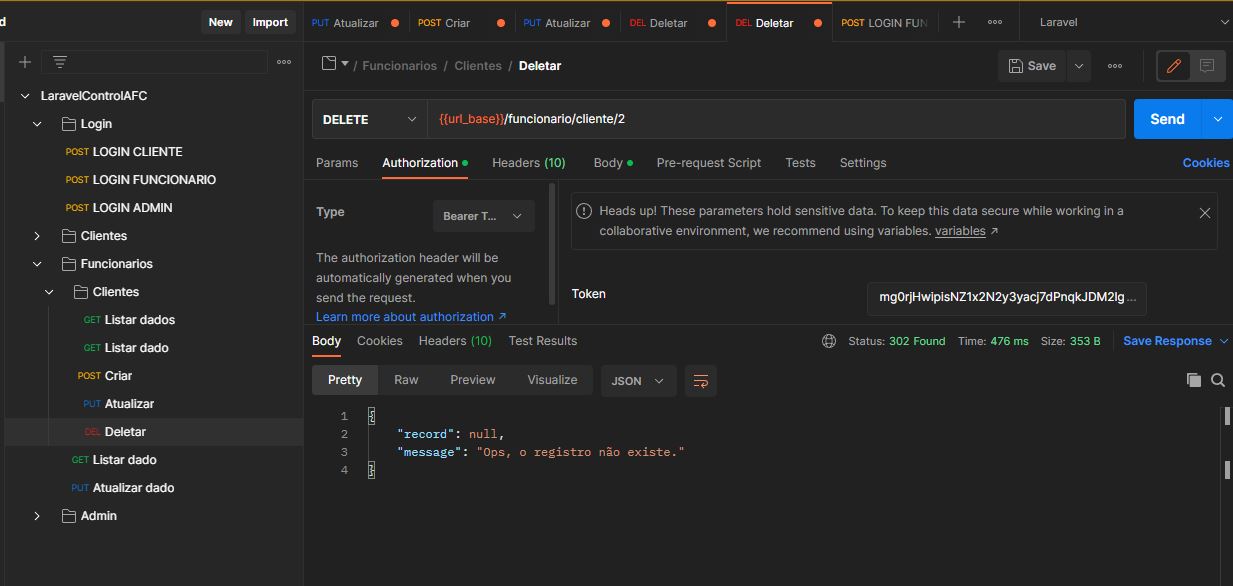 d
New
Import
PUT Atualizar
POST Criar
PUT Atualizar
DEL Deletar
DEL Deletar
POST LOGIN FUN
Laravel
/ Funcionarios / Clientes / Deletar
Save
LaravelControlAFC
Login
POST LOGIN CLIENTE
POST LOGIN FUNCIONARIO
POST LOGIN ADMIN
Clientes
Funcionarios
Clientes
GET Listar dados
GET Listar dado
POST Criar
PUT Atualizar
DEL Deletar
GET Listar dado
PUT Atualizar dado
Admin
DELETE
{{url_base}}/funcionario/cliente/2
Send
Params
Authorization
Headers (10)
Body
Pre-request Script
Tests
Settings
Cookies
Type
Bearer T...
The authorization header will be
automatically generated when you
send the request.
Learn more about authorization ↗
Heads up! These parameters hold sensitive data. To keep this data secure while working in a
collaborative environment, we recommend using variables. variables ↗
Token
mg0rjHwipisNZ1x2N2y3yacj7dPnqkJDM2lg...
Body
Cookies
Headers (10)
Test Results
Status: 302 Found
Time: 476 ms
Size: 353 B
Save Response
Pretty
Raw
Preview
Visualize
JSON
1 {
2 "record": null,
3 "message": "Ops, o registro não existe."
4 }